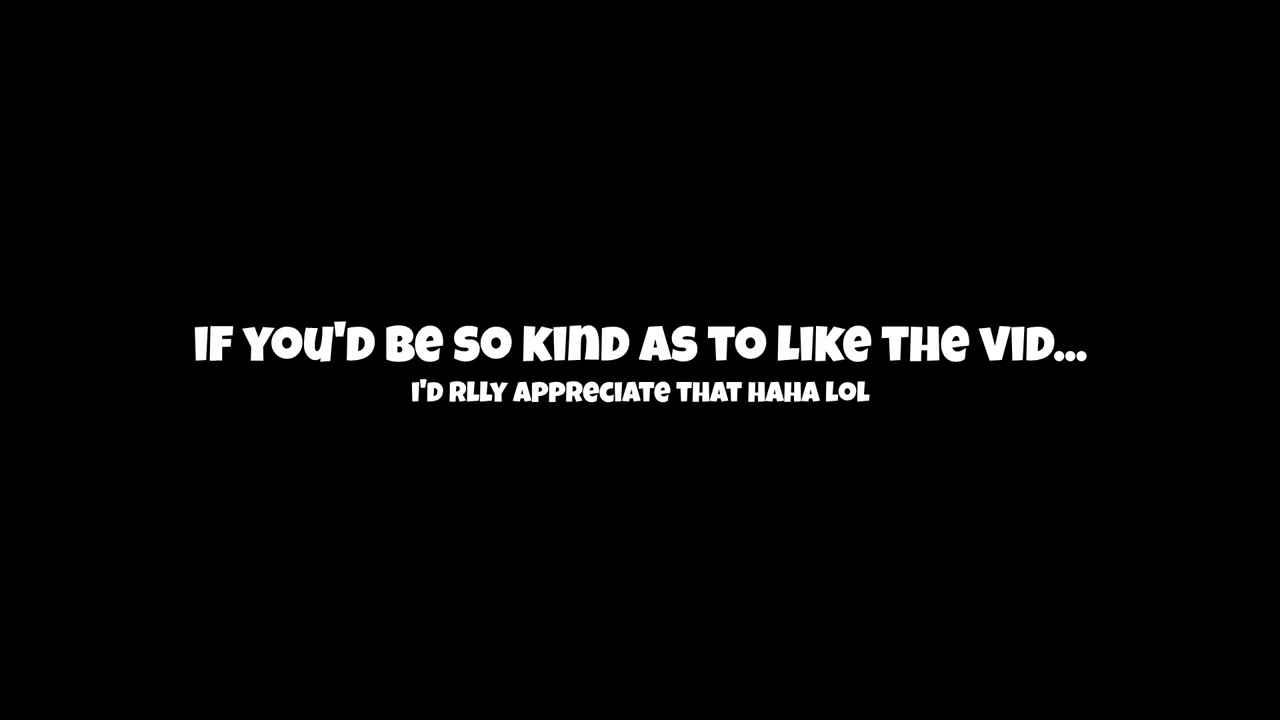 IF YOU'D BE SO KIND AS TO LIKE THE VID...
I'D RLLY APPRECIATE THAT HAHA LOL